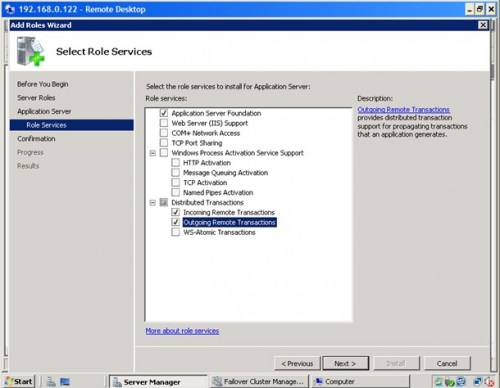 192.168.0.122 - Remote Desktop
Add Roles Wizard
Select Role Services
Before You Begin
Server Roles
Application Server
Role Services
Confirmation
Progress
Results
Select the role services to install for Application Server:
Role services:
Application Server Foundation
Web Server (IIS) Support
COM+ Network Access
TCP Port Sharing
Windows Process Activation Service Support
HTTP Activation
Message Queuing Activation
TCP Activation
Named Pipes Activation
Distributed Transactions
Incoming Remote Transactions
Outgoing Remote Transactions
WS-Atomic Transactions
More about role services
Description:
Outgoing Remote Transactions
provides distributed transaction
support for propagating transactions
that an application generates.
< Previous
Next >
Install
Cancel
Start
Server Manager
Failover Cluster Manage...
Computer